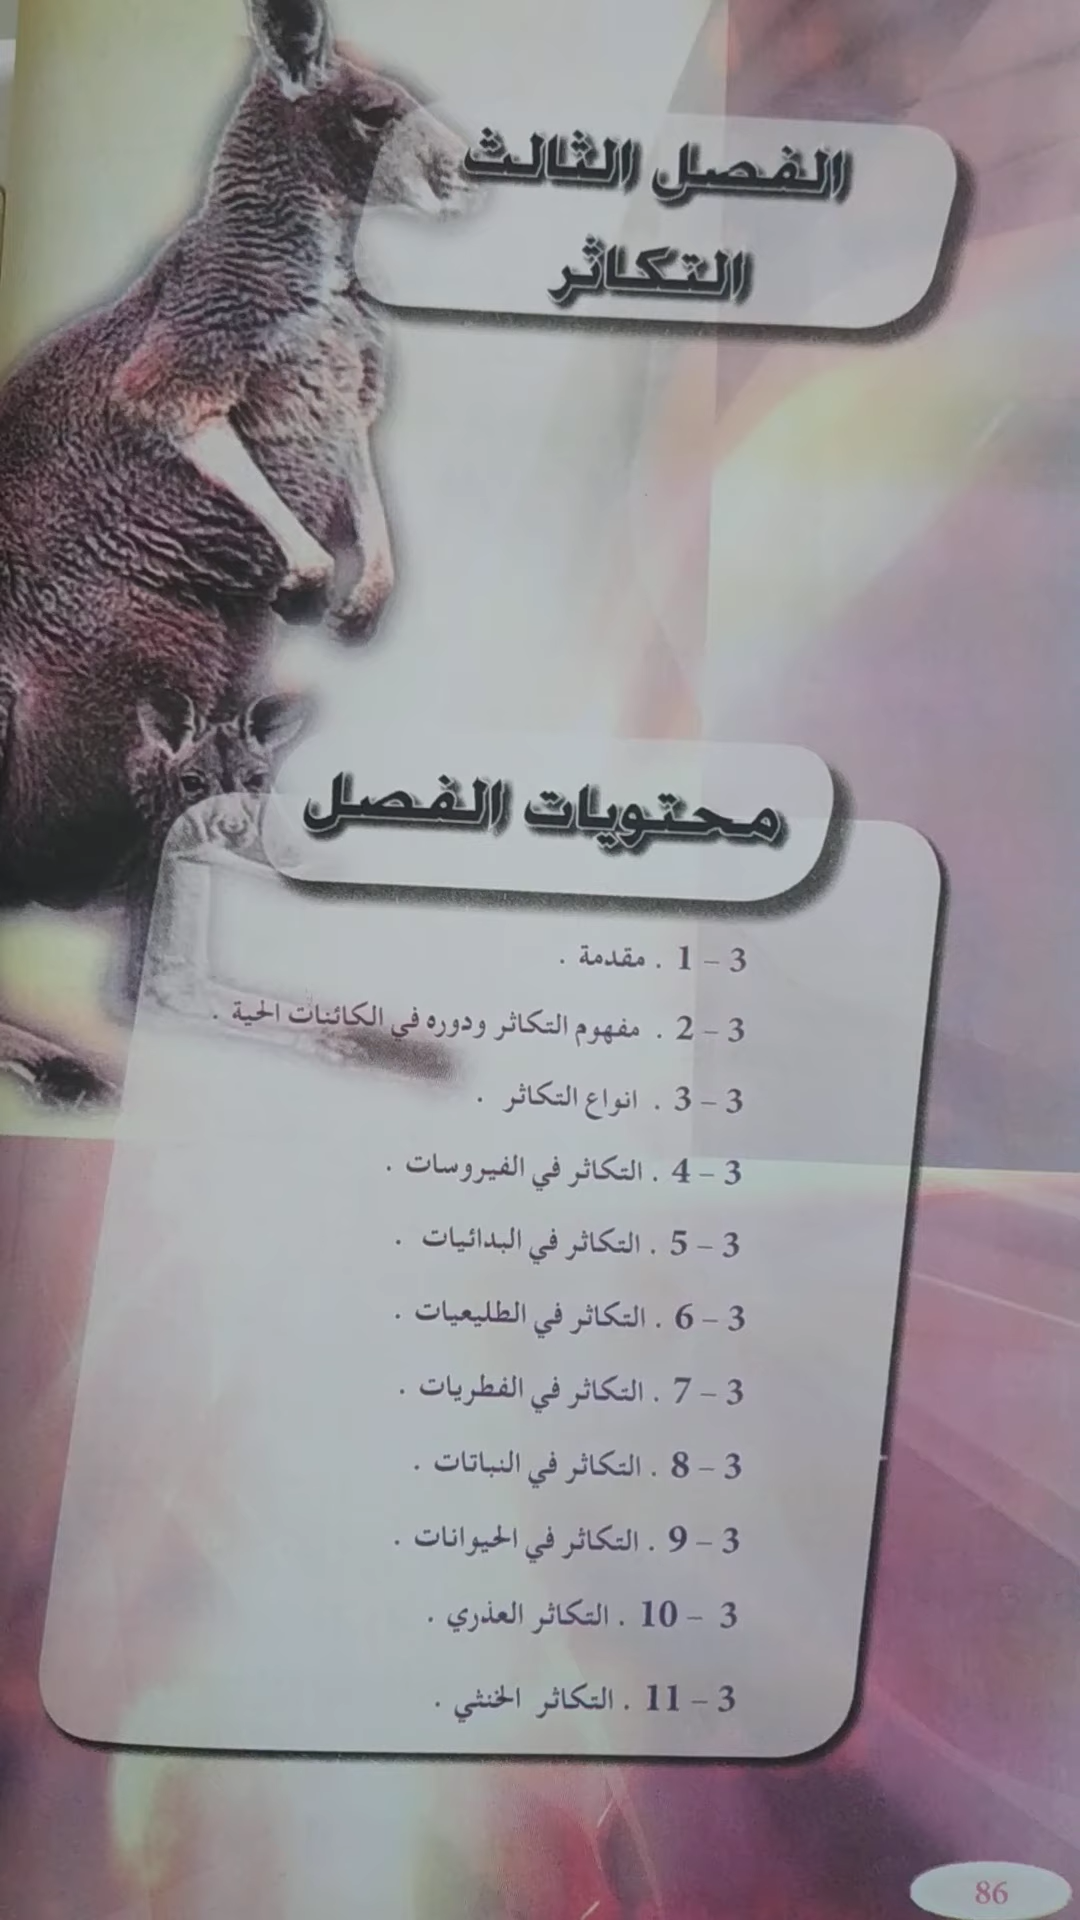 الفصل الثالث
التكاثر
محتويات الفصل
3 – 1 . مقدمة .
3 – 2 . مفهوم التكاثر ودوره في الكائنات الحية .
3 – 3 . انواع التكاثر .
3 – 4 . التكاثر في الفيروسات .
3 – 5 . التكاثر في البدائيات .
3 – 6 . التكاثر في الطليعيات .
3 – 7 . التكاثر في الفطريات .
3 – 8 . التكاثر في النباتات .
3 – 9 . التكاثر في الحيوانات .
3 – 10 . التكاثر العذري .
3 – 11 . التكاثر الخنثي .
86